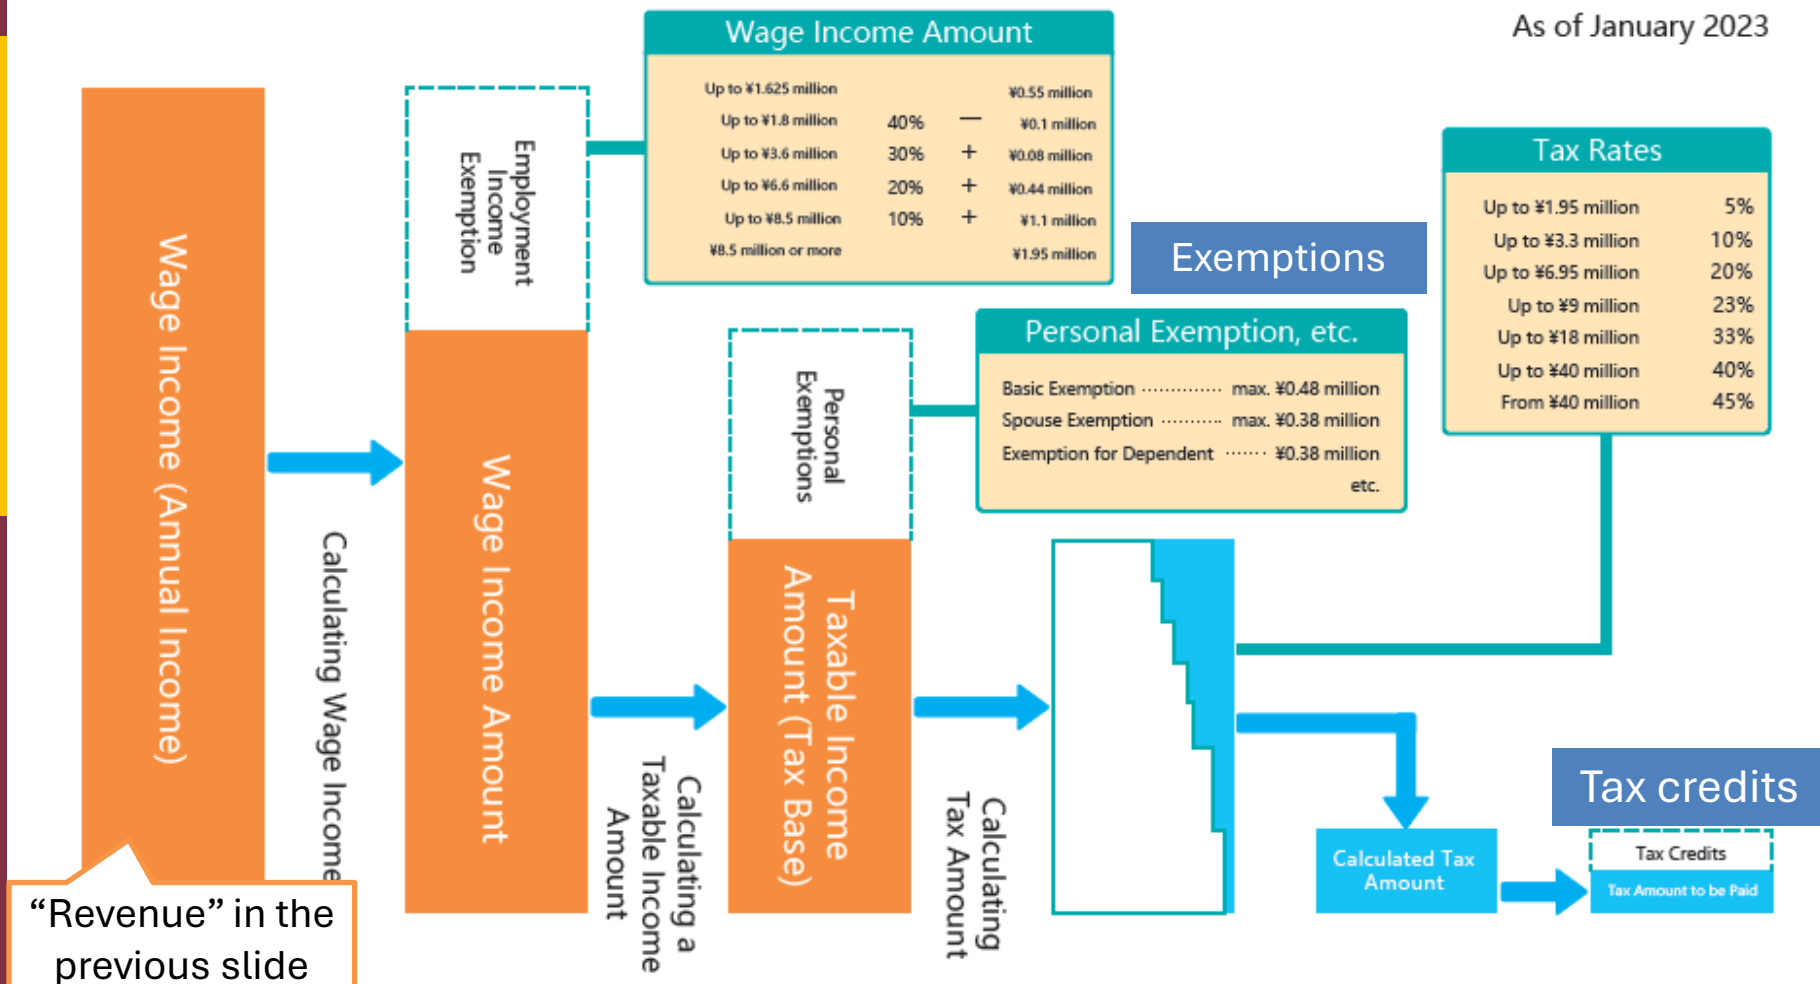 As of January 2023
Wage Income (Annual Income)
“Revenue” in the
previous slide
Calculating Wage Income
Employment
Income
Exemption
Wage Income Amount
Wage Income Amount
Up to ¥1.625 million ¥0.55 million
Up to ¥1.8 million 40% — ¥0.1 million
Up to ¥3.6 million 30% + ¥0.08 million
Up to ¥6.6 million 20% + ¥0.44 million
Up to ¥8.5 million 10% + ¥1.1 million
¥8.5 million or more ¥1.95 million
Exemptions
Calculating a
Taxable Income
Amount
Personal
Exemptions
Personal Exemption, etc.
Basic Exemption ············· max. ¥0.48 million
Spouse Exemption ··········· max. ¥0.38 million
Exemption for Dependent ······· ¥0.38 million
etc.
Taxable Income
Amount (Tax Base)
Calculating
Tax Amount
Tax Rates
Up to ¥1.95 million 5%
Up to ¥3.3 million 10%
Up to ¥6.95 million 20%
Up to ¥9 million 23%
Up to ¥18 million 33%
Up to ¥40 million 40%
From ¥40 million 45%
Calculated Tax
Amount
Tax credits
Tax Credits
Tax Amount to be Paid